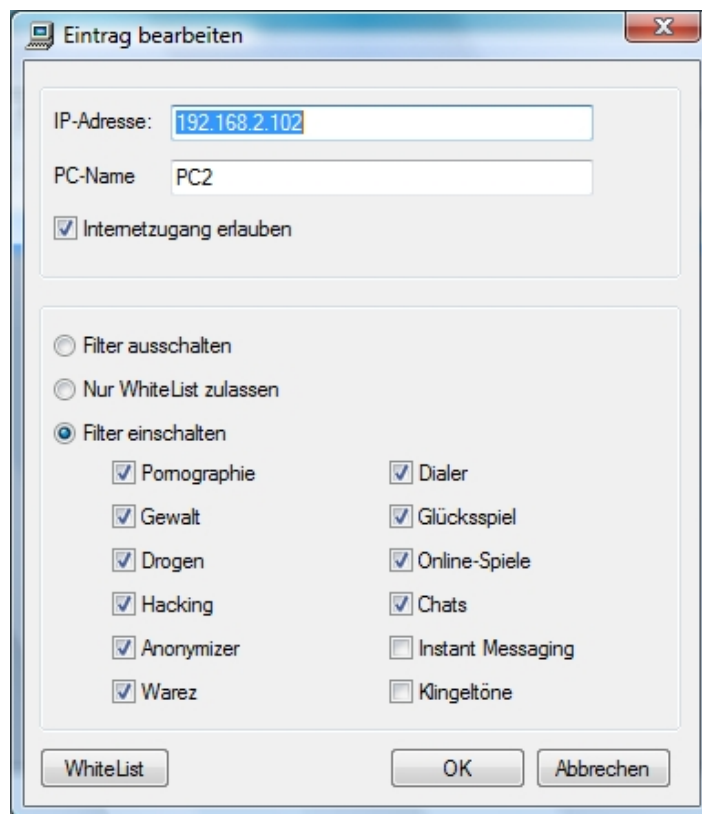 Eintrag bearbeiten
IP-Adresse: 192.168.2.102
PC-Name PC2
Internetzugang erlauben
Filter ausschalten
Nur WhiteList zulassen
Filter einschalten
Pornographie Dialer
Gewalt Glücksspiel
Drogen Online-Spiele
Hacking Chats
Anonymizer Instant Messaging
Warez Klingeltöne
WhiteList OK Abbrechen